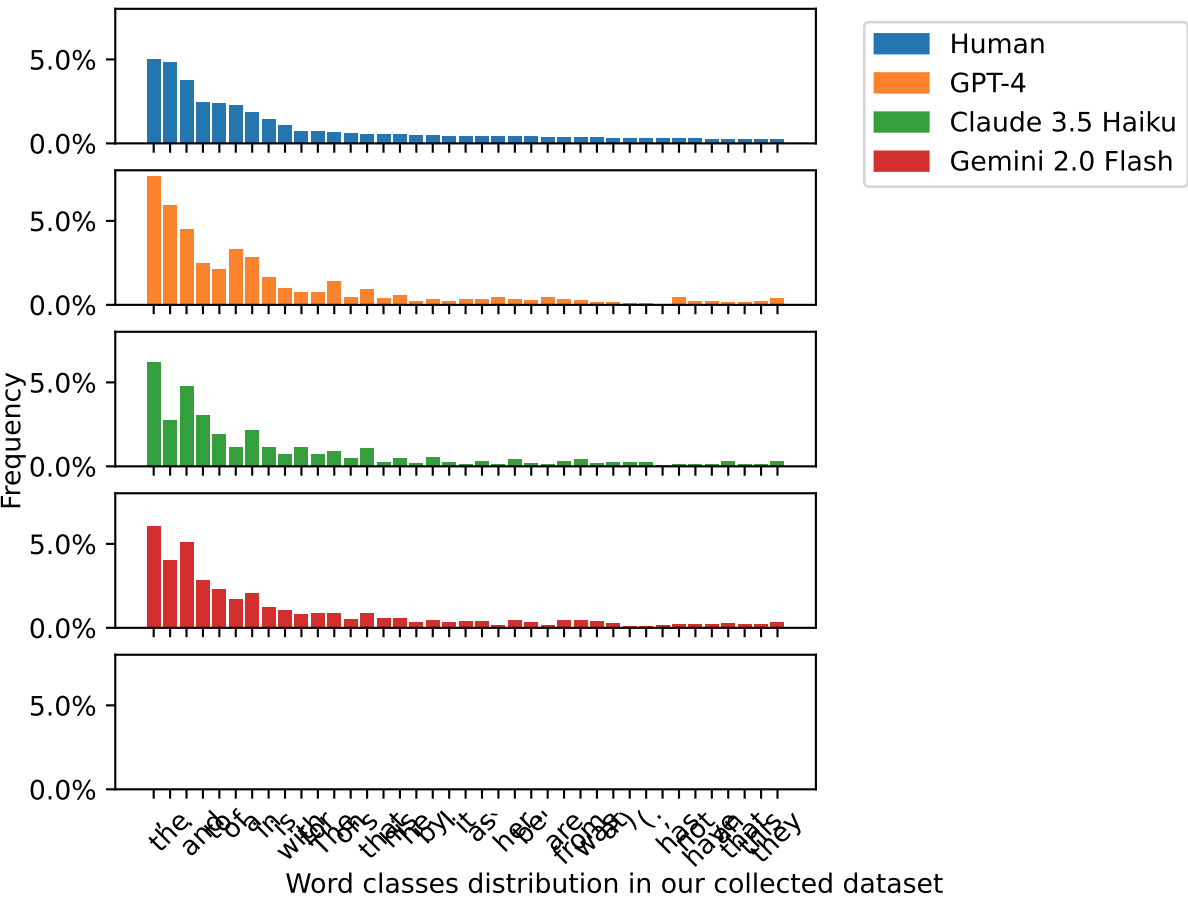 Human
GPT-4
Claude 3.5 Haiku
Gemini 2.0 Flash
5.0%
0.0%
5.0%
0.0%
5.0%
0.0%
5.0%
0.0%
5.0%
0.0%
Frequency
the
and
to
of
a
in
is
with
for
The
on
's
that
his
he
by
it
as
her
be
are
from
was
at
)
(
has
not
have
an
that
this
they
Word classes distribution in our collected dataset